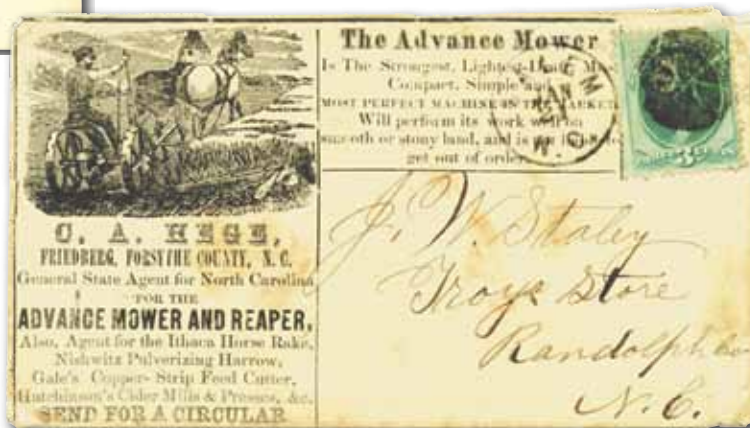 C. A. HEGE,
FRIEDBERG, FORSYTHE COUNTY, N. C.
General State Agent for North Carolina
FOR THE
ADVANCE MOWER AND REAPER,
Also, Agent for the Ithaca Horse Rake,
Nishwitz Pulverizing Harrow,
Gale's Copper-Strip Feed Cutter,
Hutchinson's Cider Mills & Presses, &c.
SEND FOR A CIRCULAR
The Advance Mower
Is The Strongest, Lightest
Compact, Simple and
MOST PERFECT MACHINE IN THE MARKET
Will perform its work well on
smooth or stony land, and is
get out of order.
J. W. Staley
Troys Store
Randolph co
N. C.